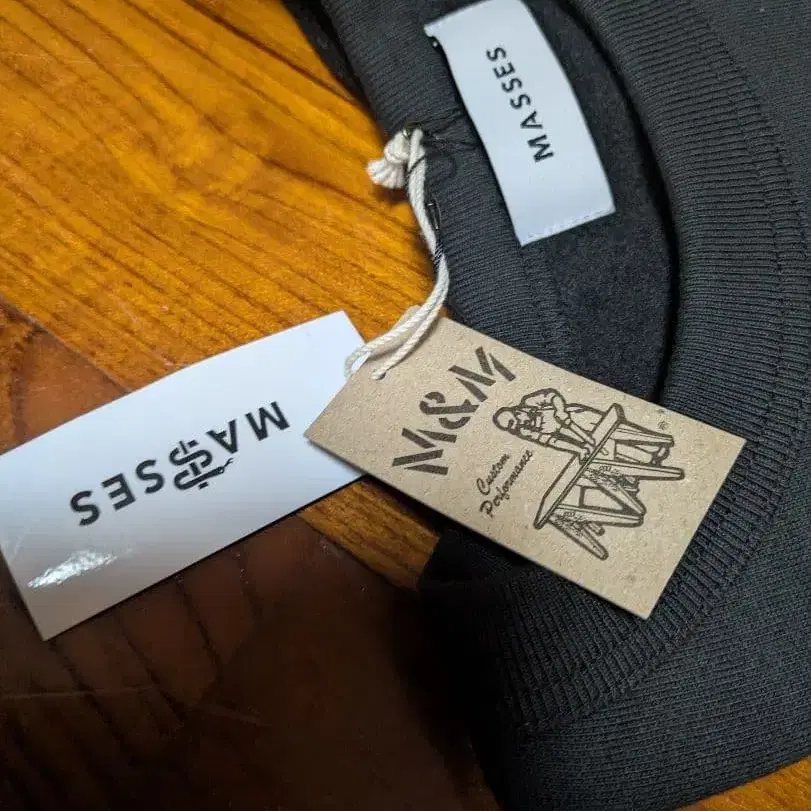 MASSES
MASSES
M&M
Custom
Performance